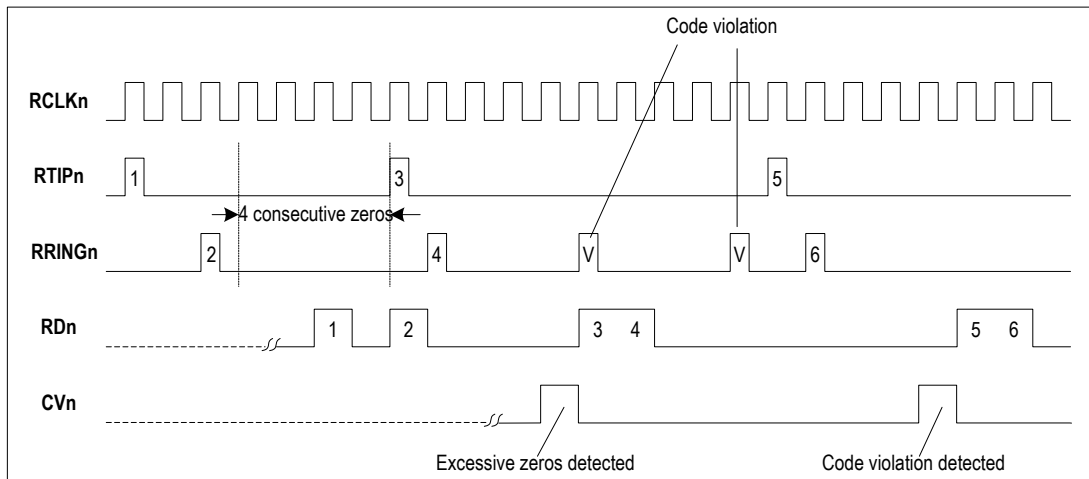 Code violation
RCLKn
RTIPn
1
3
5
4 consecutive zeros
RRINGn
2
4
V
V
6
RDn
1
2
3
4
5
6
CVn
Excessive zeros detected
Code violation detected